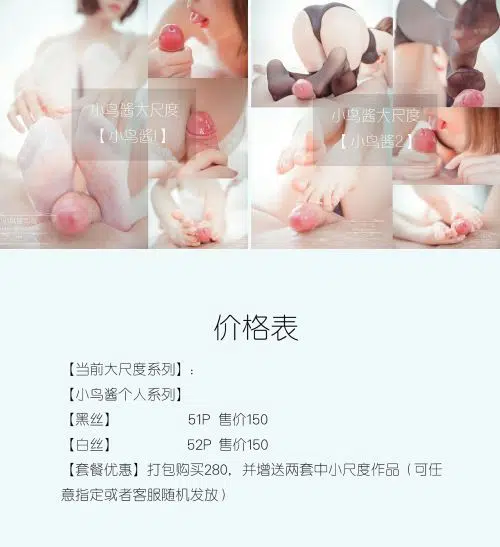 小鸟酱大尺度
【小鸟酱1】
小鸟酱大尺度
【小鸟酱2】
价格表
【当前大尺度系列】：
【小鸟酱个人系列】
【黑丝】 51P 售价150
【白丝】 52P 售价150
【套餐优惠】打包购买280，并增送两套中小尺度作品（可任
意指定或者客服随机发放）